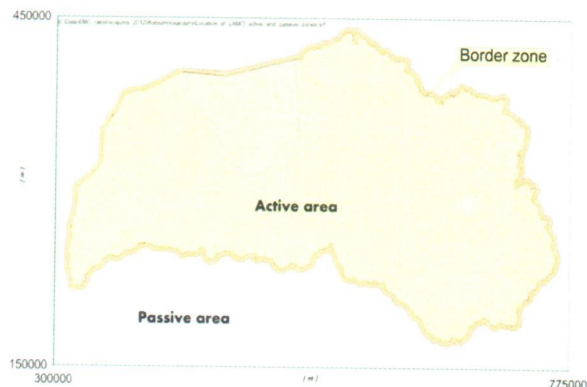 450000
Border zone
[m]
Active area
Passive area
150000
300000
[m]
775000